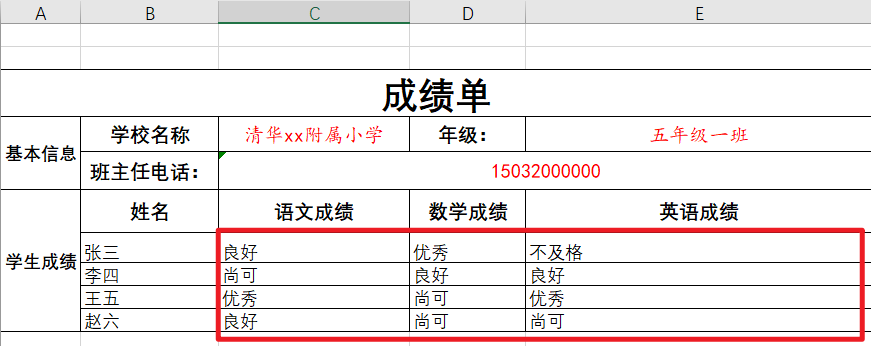 A B C D E
成绩单
基本信息 学校名称 清华xx附属小学 年级： 五年级一班
班主任电话： 15032000000
学生成绩 姓名 语文成绩 数学成绩 英语成绩
张三 良好 优秀 不及格
李四 尚可 良好 良好
王五 优秀 尚可 优秀
赵六 良好 尚可 尚可